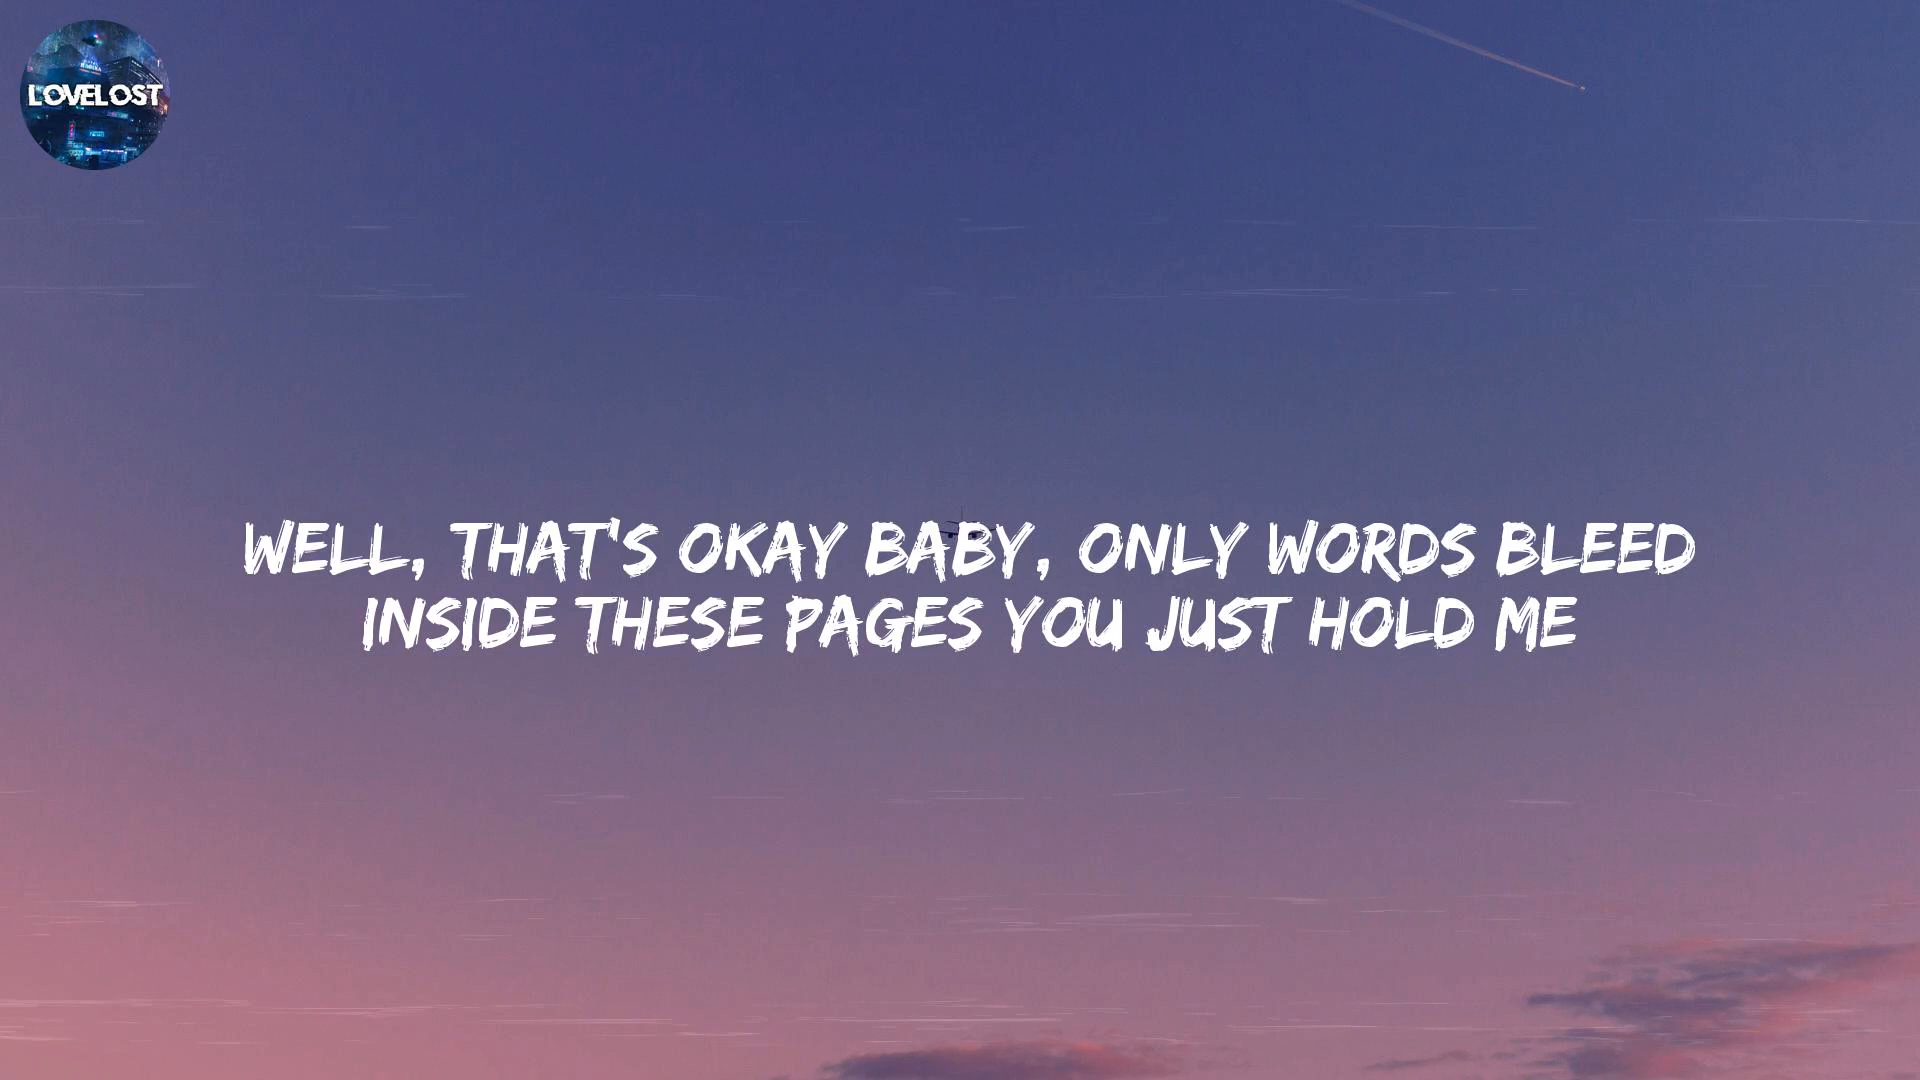 LOVELOST
WELL, THAT'S OKAY BABY, ONLY WORDS BLEED
INSIDE THESE PAGES YOU JUST HOLD ME